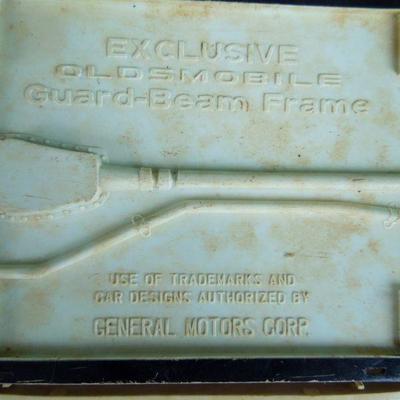 EXCLUSIVE
OLDSMOBILE
Guard-Beam Frame
USE OF TRADEMARKS AND
CAR DESIGNS AUTHORIZED BY
GENERAL MOTORS CORP.